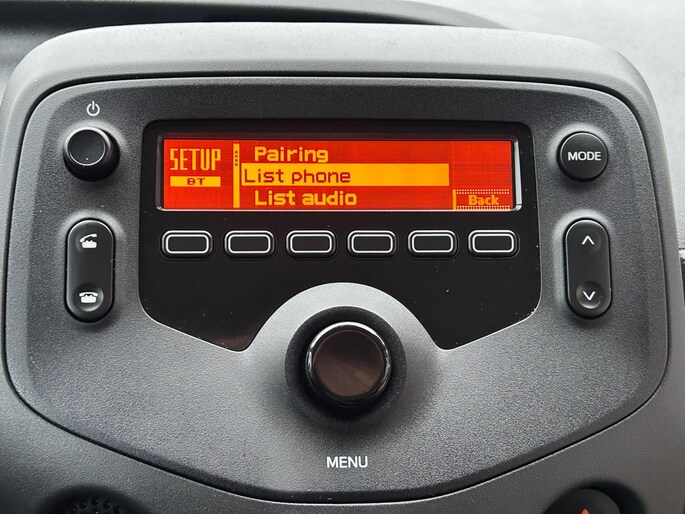 SETUP
BT
Pairing
List phone
List audio
Back
MODE
MENU